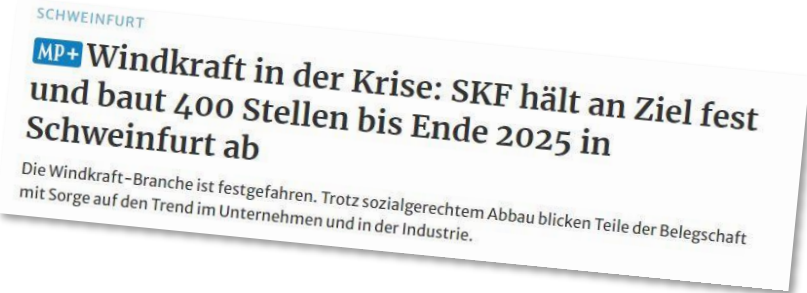 SCHWEINFURT
MP+ Windkraft in der Krise: SKF hält an Ziel fest
und baut 400 Stellen bis Ende 2025 in
Schweinfurt ab
Die Windkraft-Branche ist festgefahren. Trotz sozialgerechtem Abbau blicken Teile der Belegschaft
mit Sorge auf den Trend im Unternehmen und in der Industrie.